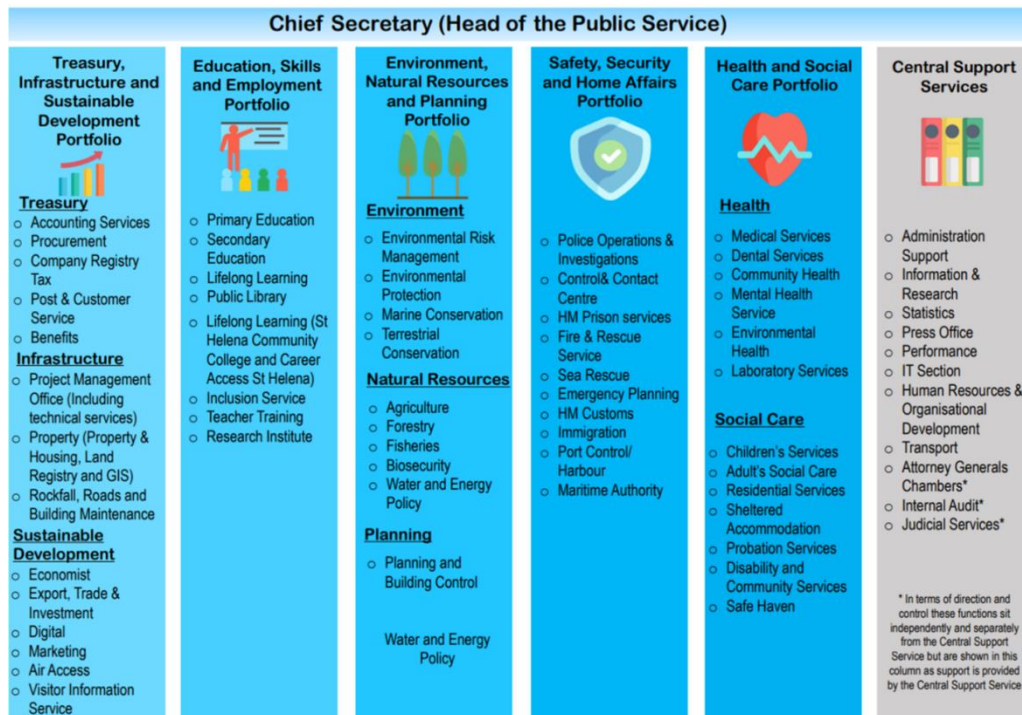 Chief Secretary (Head of the Public Service)
Treasury,
Infrastructure and
Sustainable
Development
Portfolio
Treasury
o Accounting Services
o Procurement
o Company Registry
Tax
o Post & Customer
Service
o Benefits
Infrastructure
o Project Management
Office (Including
technical services)
o Property (Property &
Housing, Land
Registry and GIS)
o Rockfall, Roads and
Building Maintenance
Sustainable
Development
o Economist
o Export, Trade &
Investment
o Digital
o Marketing
o Air Access
o Visitor Information
Service
Education, Skills
and Employment
Portfolio
o Primary Education
o Secondary
Education
o Lifelong Learning
o Public Library
o Lifelong Learning (St
Helena Community
College and Career
Access St Helena)
o Inclusion Service
o Teacher Training
o Research Institute
Environment,
Natural Resources
and Planning
Portfolio
Environment
o Environmental Risk
Management
o Environmental
Protection
o Marine Conservation
o Terrestrial
Conservation
Natural Resources
o Agriculture
o Forestry
o Fisheries
o Biosecurity
o Water and Energy
Policy
Planning
o Planning and
Building Control
Water and Energy
Policy
Safety, Security
and Home Affairs
Portfolio
o Police Operations &
Investigations
o Control& Contact
Centre
o HM Prison services
o Fire & Rescue
Service
o Sea Rescue
o Emergency Planning
o HM Customs
o Immigration
o Port Control/
Harbour
o Maritime Authority
Health and Social
Care Portfolio
Health
o Medical Services
o Dental Services
o Community Health
o Mental Health
Service
o Environmental
Health
o Laboratory Services
Social Care
o Children's Services
o Adult's Social Care
o Residential Services
o Sheltered
Accommodation
o Probation Services
o Disability and
Community Services
o Safe Haven
Central Support
Services
o Administration
Support
o Information &
Research
o Statistics
o Press Office
o Performance
o IT Section
o Human Resources &
Organisational
Development
o Transport
o Attorney Generals
Chambers*
o Internal Audit*
o Judicial Services*
* In terms of direction and
control these functions sit
independently and separately
from the Central Support
Service but are shown in this
column as support is provided
by the Central Support Service